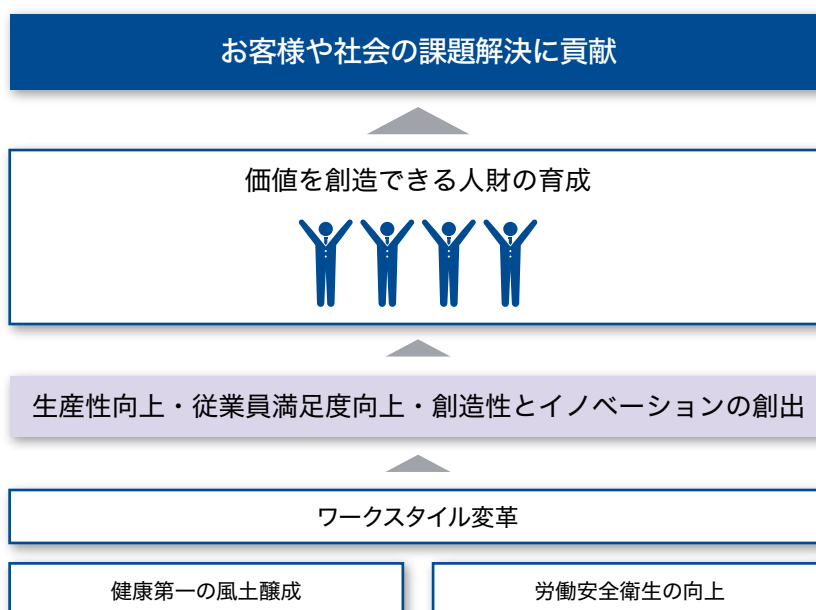 お客様や社会の課題解決に貢献
価値を創造できる人財の育成
生産性向上・従業員満足度向上・創造性とイノベーションの創出
ワークスタイル変革
健康第一の風土醸成
労働安全衛生の向上